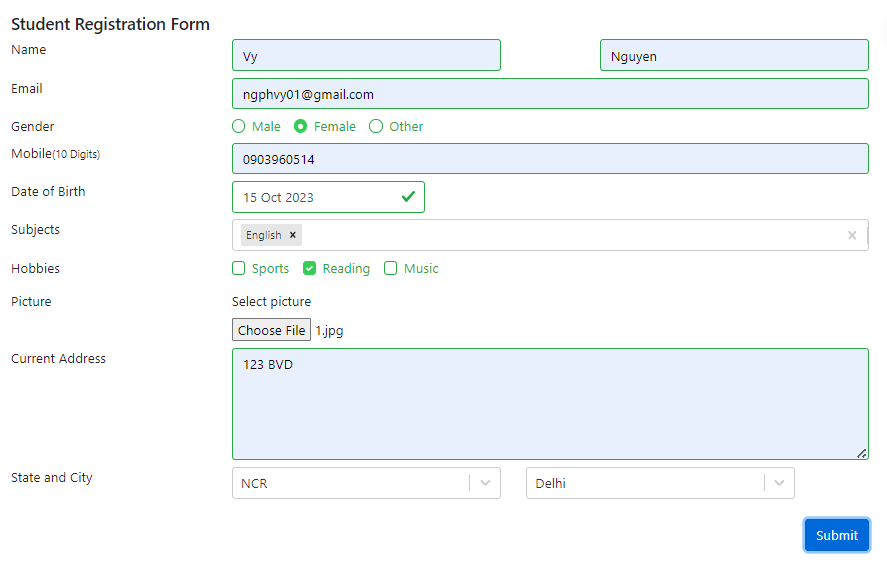 Student Registration Form
Name Vy Nguyen
Email ngphvy01@gmail.com
Gender Male Female Other
Mobile(10 Digits) 0903960514
Date of Birth 15 Oct 2023
Subjects English ×
Hobbies Sports Reading Music
Picture Select picture
Choose File 1.jpg
Current Address 123 BVD
State and City NCR Delhi
Submit